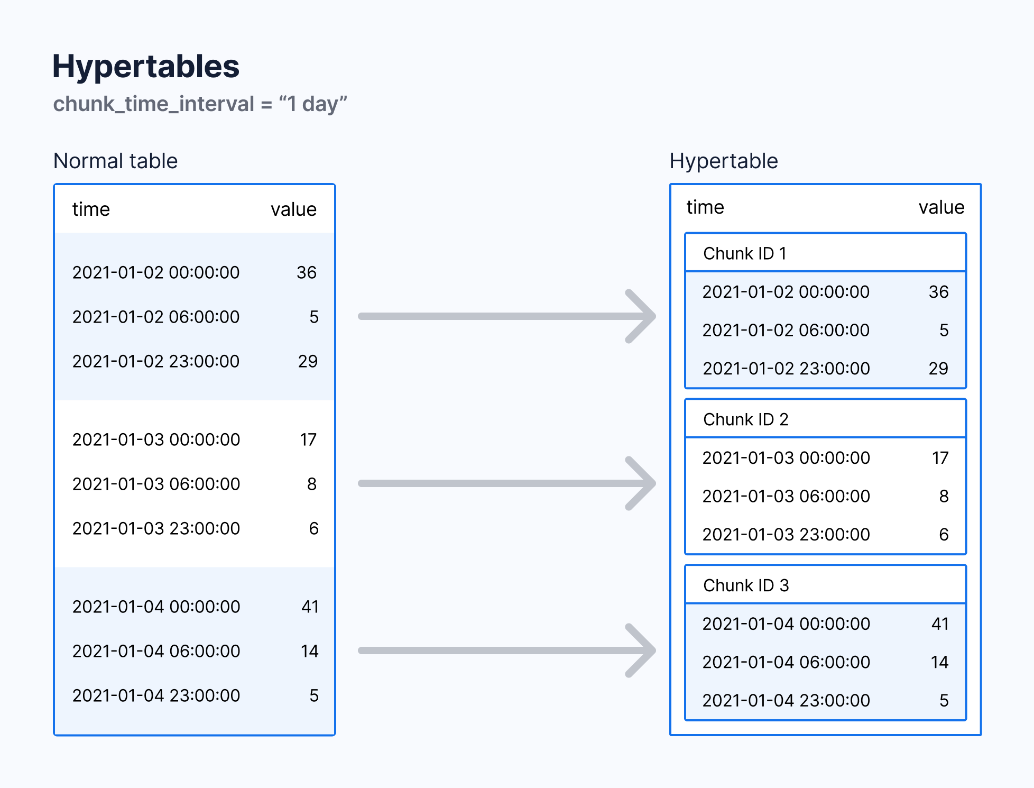 Hypertables
chunk_time_interval = “1 day”
Normal table
time value
2021-01-02 00:00:00 36
2021-01-02 06:00:00 5
2021-01-02 23:00:00 29
2021-01-03 00:00:00 17
2021-01-03 06:00:00 8
2021-01-03 23:00:00 6
2021-01-04 00:00:00 41
2021-01-04 06:00:00 14
2021-01-04 23:00:00 5
Hypertable
time value
Chunk ID 1
2021-01-02 00:00:00 36
2021-01-02 06:00:00 5
2021-01-02 23:00:00 29
Chunk ID 2
2021-01-03 00:00:00 17
2021-01-03 06:00:00 8
2021-01-03 23:00:00 6
Chunk ID 3
2021-01-04 00:00:00 41
2021-01-04 06:00:00 14
2021-01-04 23:00:00 5